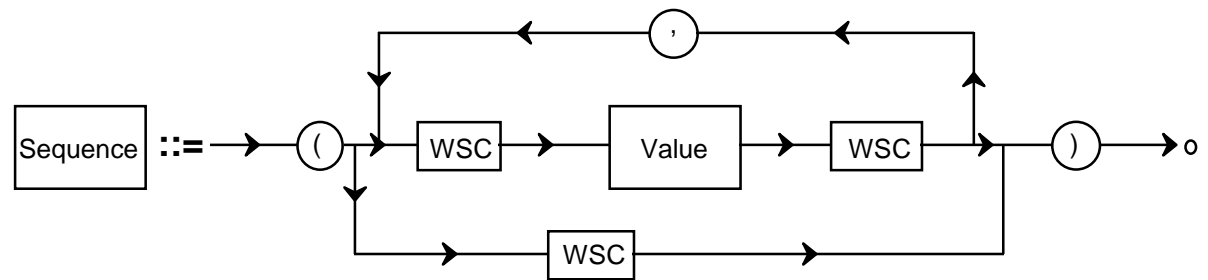 ,
Sequence ::= ( WSC Value WSC )
WSC